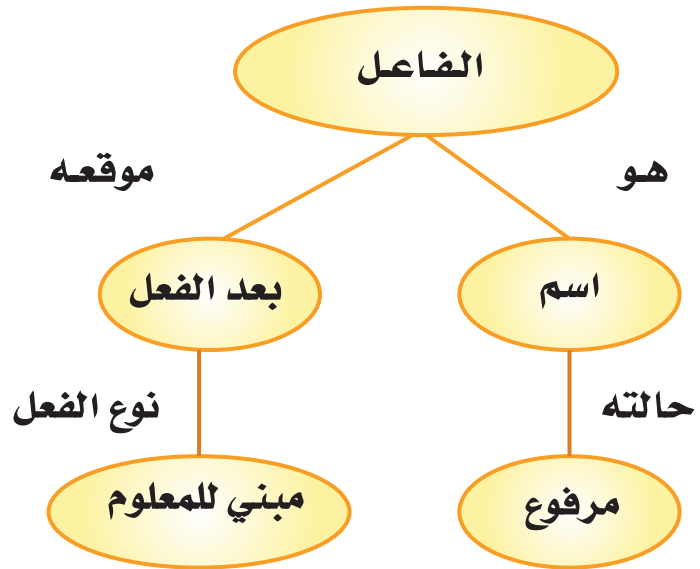 الفاعل
هو
موقعه
اسم
بعد الفعل
حالته
نوع الفعل
مرفوع
مبني للمعلوم